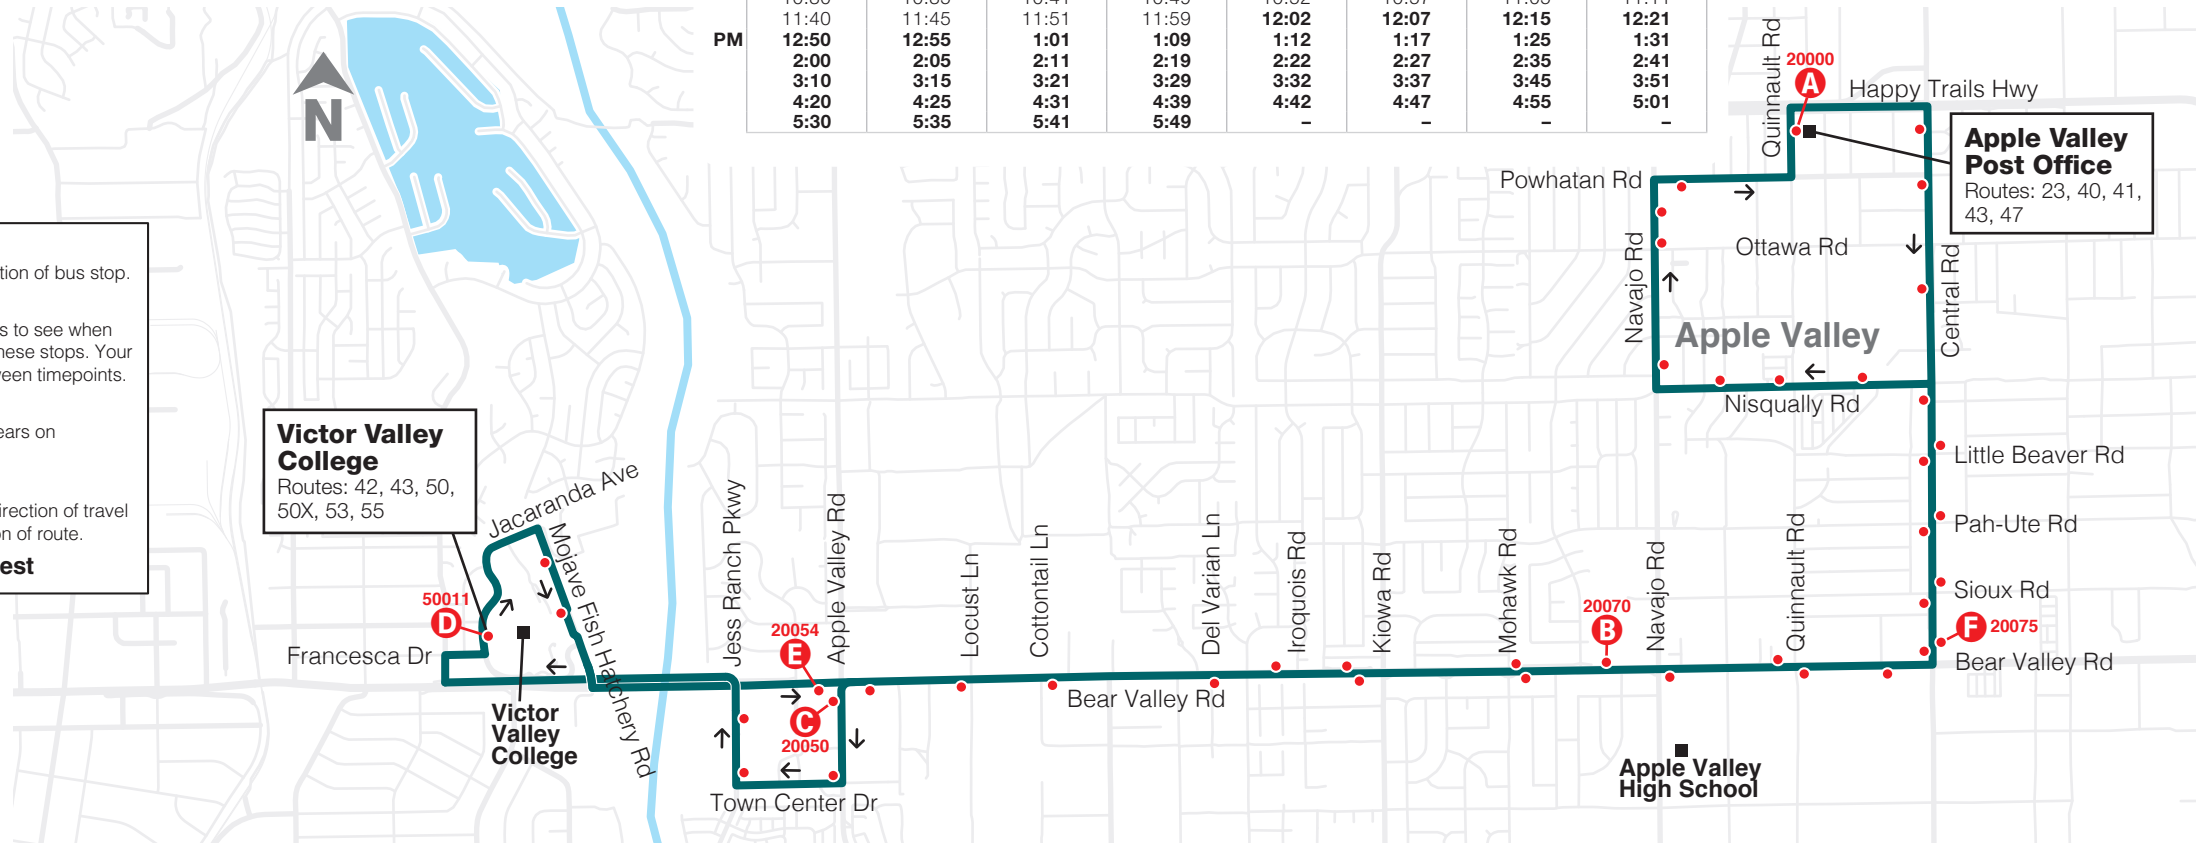 11:40 11:45 11:51 11:59 12:02 12:07 12:15 12:21
PM 12:50 12:55 1:01 1:09 1:12 1:17 1:25 1:31
2:00 2:05 2:11 2:19 2:22 2:27 2:35 2:41
3:10 3:15 3:21 3:29 3:32 3:37 3:45 3:51
4:20 4:25 4:31 4:39 4:42 4:47 4:55 5:01
5:30 5:35 5:41 5:49 – – – –
N
tion of bus stop.
s to see when
hese stops. Your
veen timepoints.
ears on
irection of travel
on of route.
est
Quinnault Rd
20000
A
Happy Trails Hwy
Apple Valley
Post Office
Routes: 23, 40, 41,
43, 47
Powhatan Rd
Navajo Rd
Ottawa Rd
Central Rd
Apple Valley
Nisqually Rd
Little Beaver Rd
Pah-Ute Rd
Sioux Rd
F 20075
Bear Valley Rd
Victor Valley
College
Routes: 42, 43, 50,
50X, 53, 55
Jacaranda Ave
Mojave Fish Hatchery Rd
50011
D
Francesca Dr
Victor
Valley
College
Jess Ranch Pkwy
20054
E
Apple Valley Rd
C
20050
Town Center Dr
Locust Ln
Cottontail Ln
Bear Valley Rd
Del Varian Ln
Iroquois Rd
Kiowa Rd
Mohawk Rd
20070
B
Navajo Rd
Quinnault Rd
Apple Valley
High School